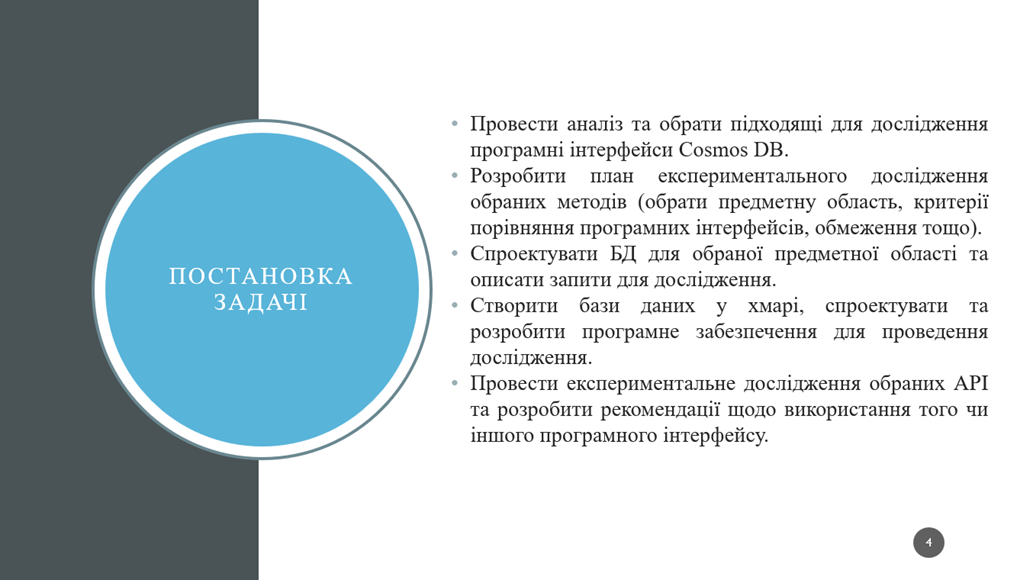 ПОСТАНОВКА
ЗАДАЧІ
• Провести аналіз та обрати підходящі для дослідження
програмні інтерфейси Cosmos DB.
• Розробити план експериментального дослідження
обраних методів (обрати предметну область, критерії
порівняння програмних інтерфейсів, обмеження тощо).
• Спроектувати БД для обраної предметної області та
описати запити для дослідження.
• Створити бази даних у хмарі, спроектувати та
розробити програмне забезпечення для проведення
дослідження.
• Провести експериментальне дослідження обраних API
та розробити рекомендації щодо використання того чи
іншого програмного інтерфейсу.
4